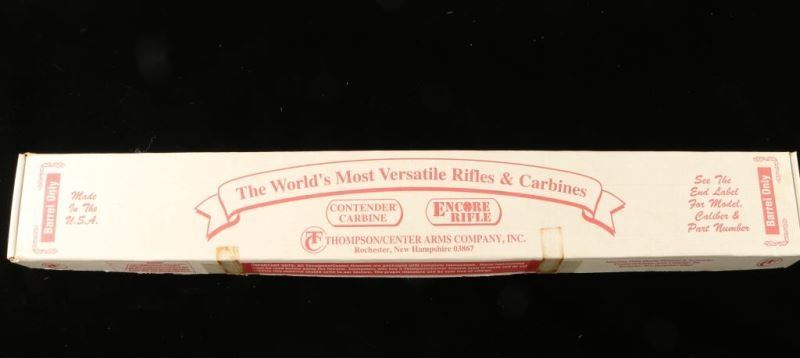 Barrel Only
Made
In The
U.S.A.
The World's Most Versatile Rifles & Carbines
CONTENDER
CARBINE
ENCORE
RIFLE
THOMPSON/CENTER ARMS COMPANY, INC.
Rochester, New Hampshire 03867
See The
End Label
For Model,
Caliber &
Part Number
Barrel Only